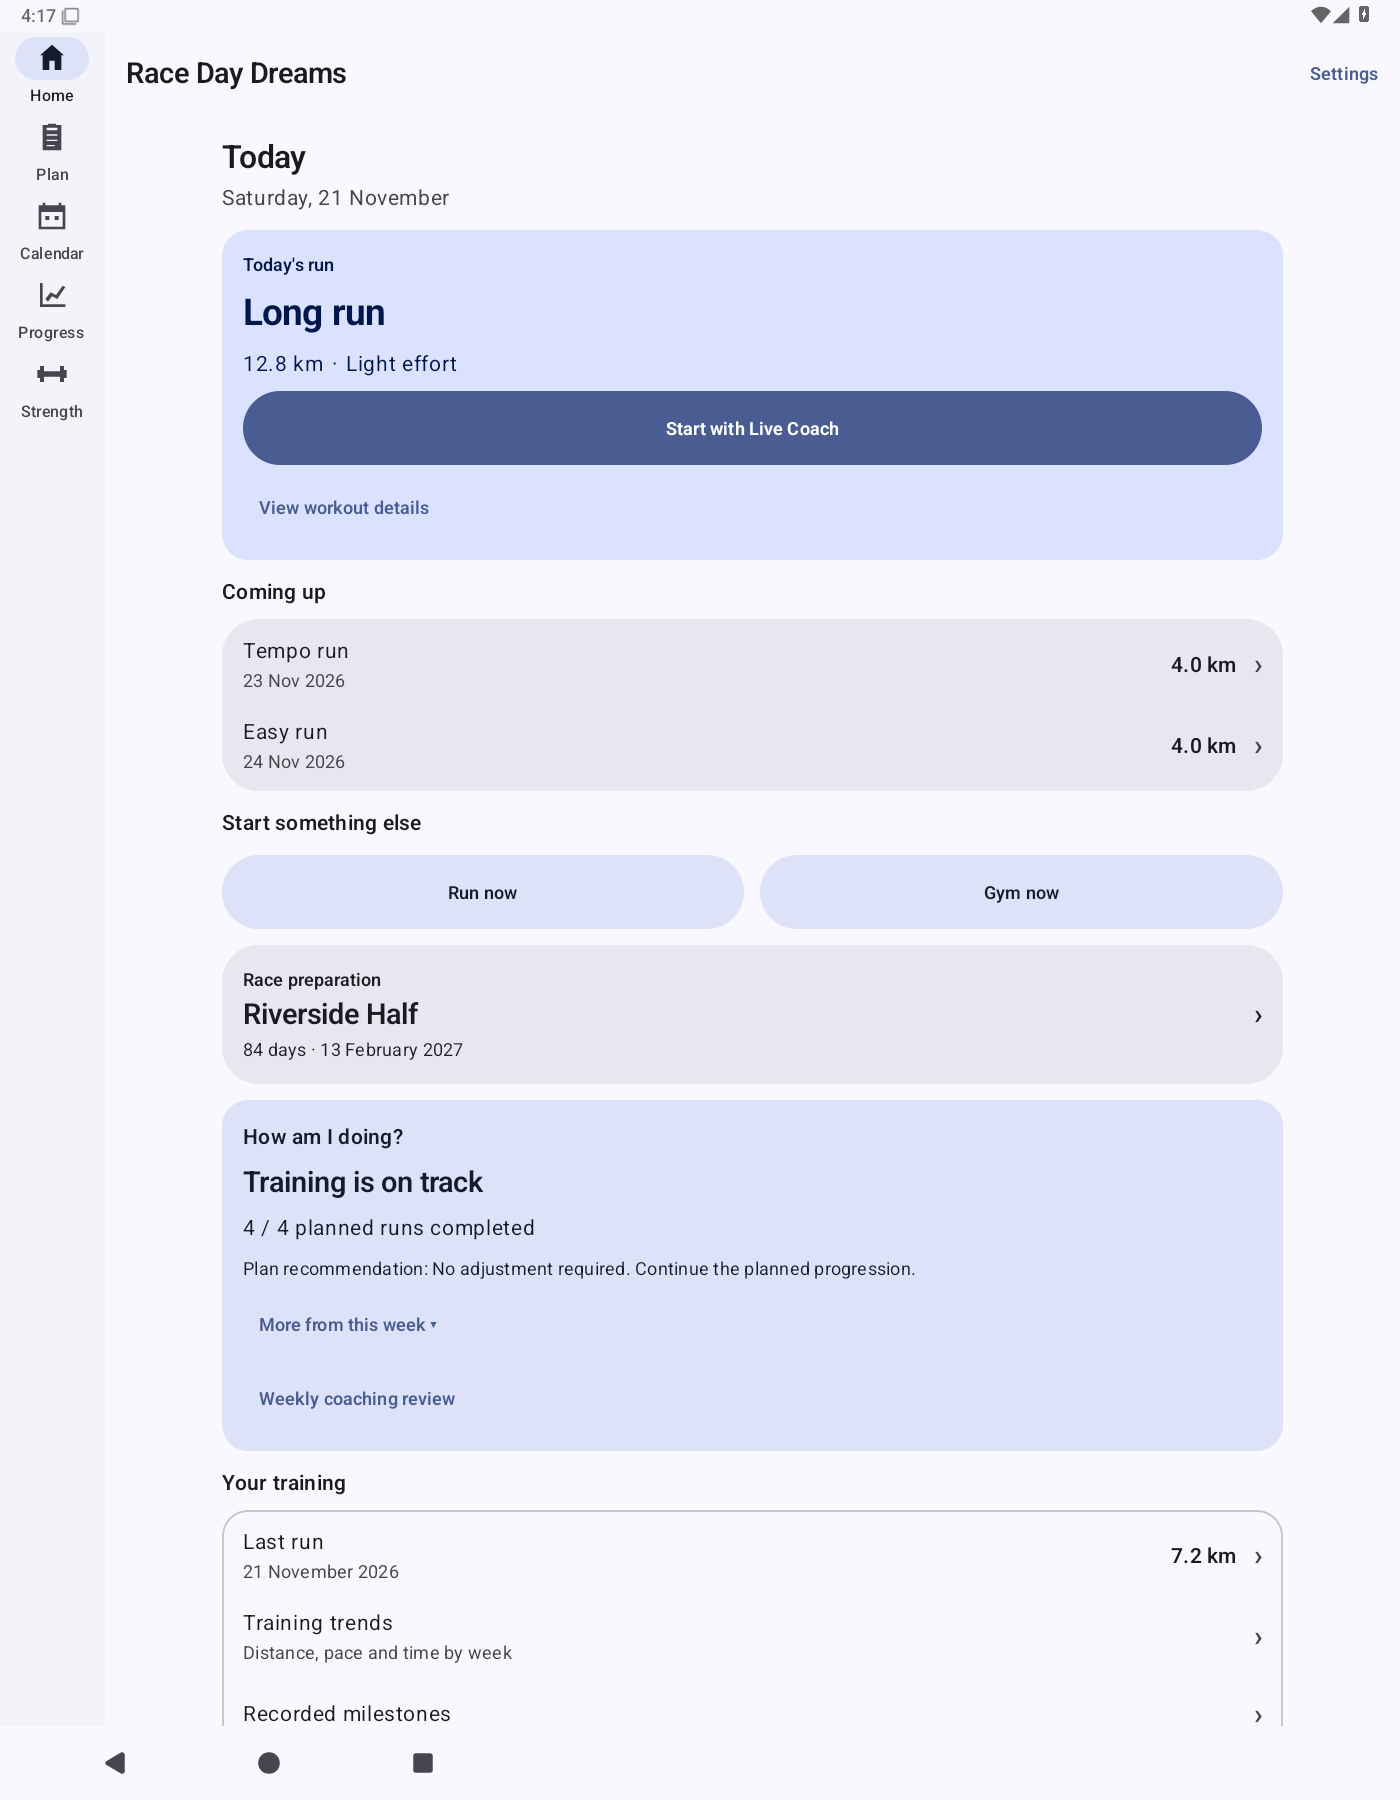 4:17
Home
Plan
Calendar
Progress
Strength
Race Day Dreams
Settings
Today
Saturday, 21 November
Today's run
Long run
12.8 km · Light effort
Start with Live Coach
View workout details
Coming up
Tempo run
23 Nov 2026
4.0 km ›
Easy run
24 Nov 2026
4.0 km ›
Start something else
Run now
Gym now
Race preparation
Riverside Half
84 days · 13 February 2027
›
How am I doing?
Training is on track
4 / 4 planned runs completed
Plan recommendation: No adjustment required. Continue the planned progression.
More from this week ▾
Weekly coaching review
Your training
Last run
21 November 2026
7.2 km ›
Training trends
Distance, pace and time by week
›
Recorded milestones
›